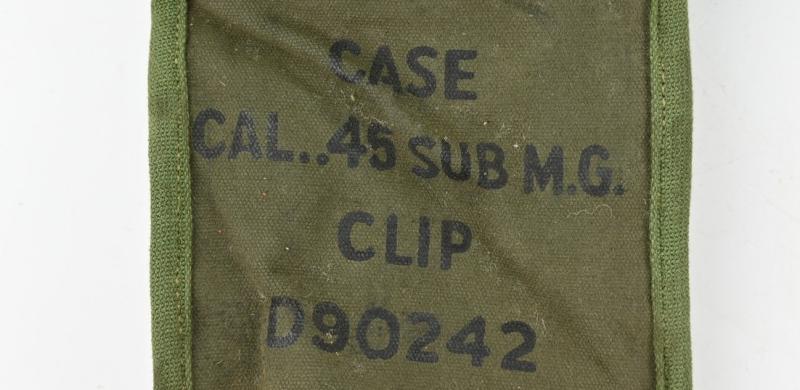 CASE
CAL..45 SUB M.G.
CLIP
D90242